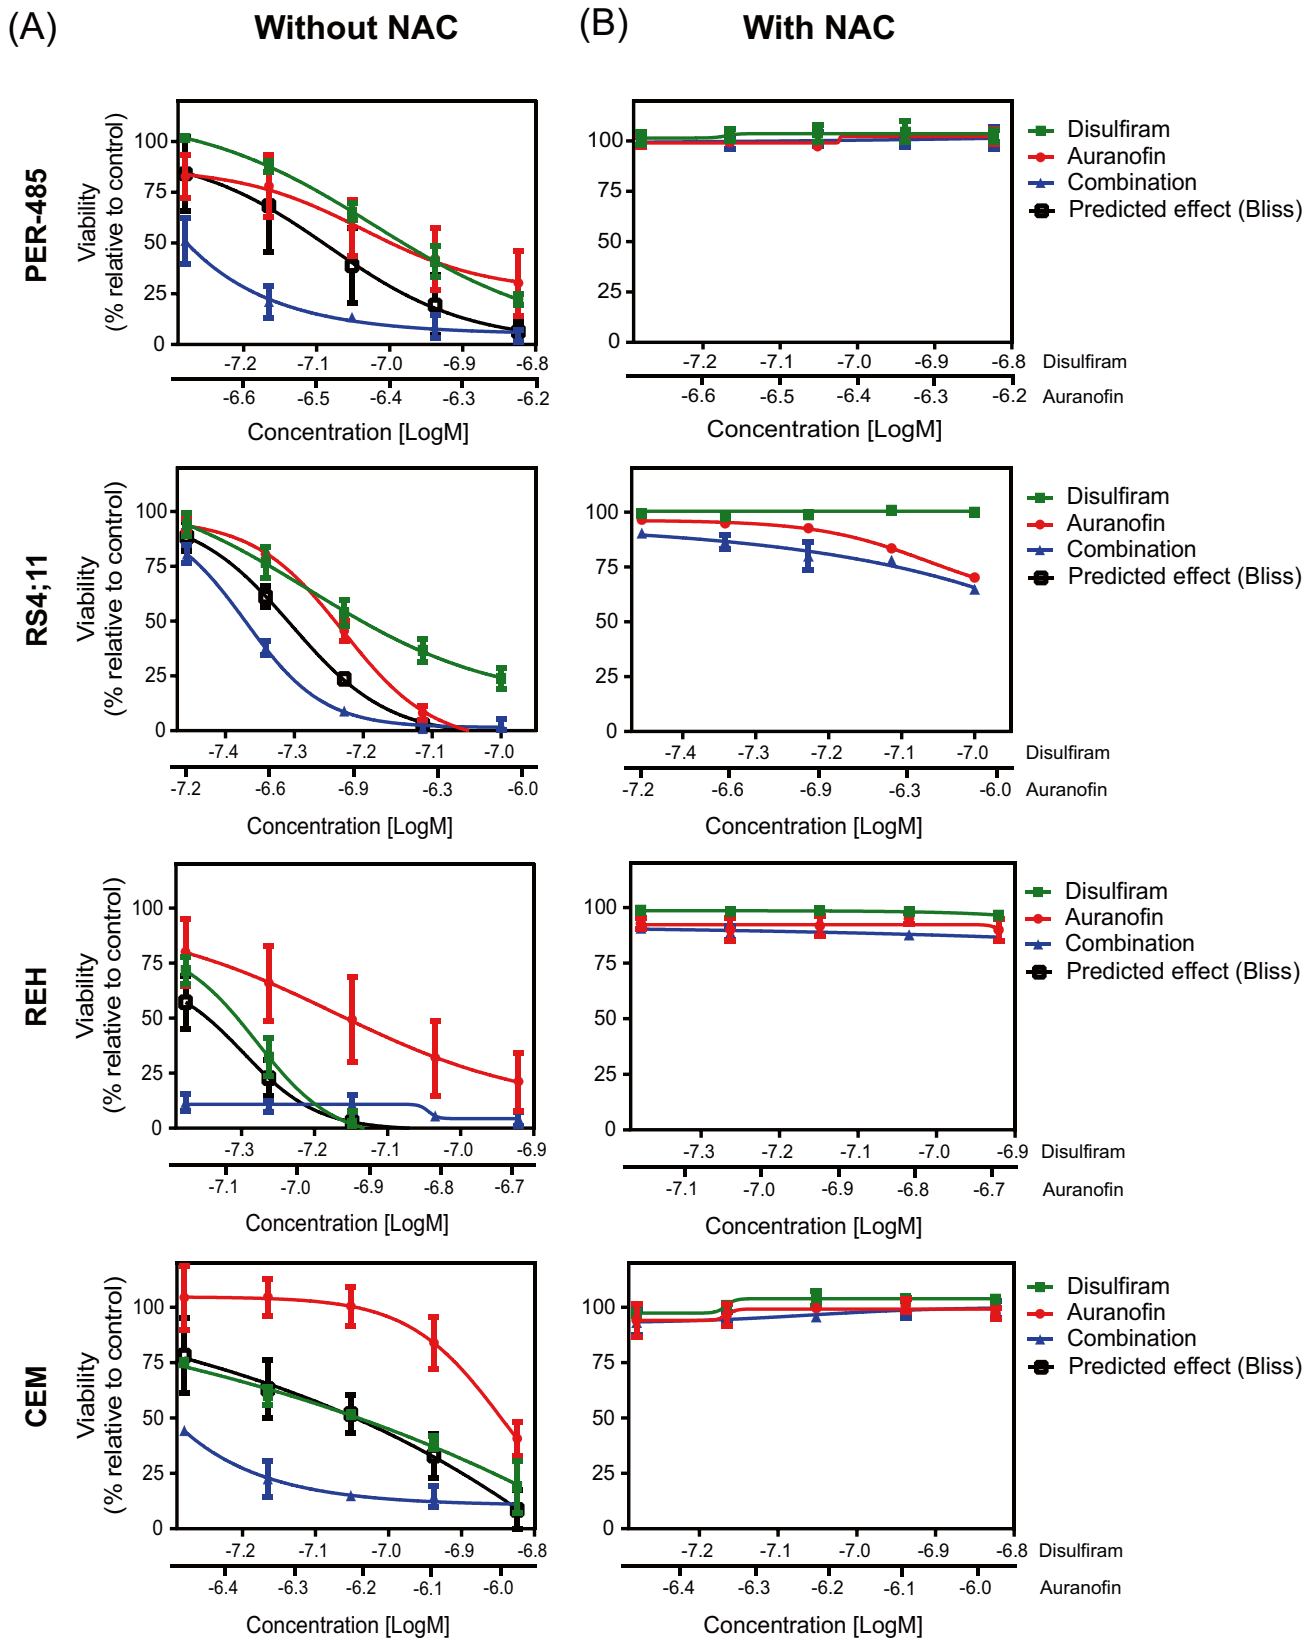 (A) Without NAC (B) With NAC
PER-485
Viability
(% relative to control)
100
75
50
25
0
-7.2 -7.1 -7.0 -6.9 -6.8
-6.6 -6.5 -6.4 -6.3 -6.2
Concentration [LogM]
100
75
50
25
0
-7.2 -7.1 -7.0 -6.9 -6.8 Disulfiram
-6.6 -6.5 -6.4 -6.3 -6.2 Auranofin
Concentration [LogM]
Disulfiram
Auranofin
Combination
Predicted effect (Bliss)
RS4;11
Viability
(% relative to control)
100
75
50
25
0
-7.4 -7.3 -7.2 -7.1 -7.0
-7.2 -6.6 -6.9 -6.3 -6.0
Concentration [LogM]
100
75
50
25
0
-7.4 -7.3 -7.2 -7.1 -7.0 Disulfiram
-7.2 -6.6 -6.9 -6.3 -6.0 Auranofin
Concentration [LogM]
Disulfiram
Auranofin
Combination
Predicted effect (Bliss)
REH
Viability
(% relative to control)
100
75
50
25
0
-7.3 -7.2 -7.1 -7.0 -6.9
-7.1 -7.0 -6.9 -6.8 -6.7
Concentration [LogM]
100
75
50
25
0
-7.3 -7.2 -7.1 -7.0 -6.9 Disulfiram
-7.1 -7.0 -6.9 -6.8 -6.7 Auranofin
Concentration [LogM]
Disulfiram
Auranofin
Combination
Predicted effect (Bliss)
CEM
Viability
(% relative to control)
100
75
50
25
0
-7.2 -7.1 -7.0 -6.9 -6.8
-6.4 -6.3 -6.2 -6.1 -6.0
Concentration [LogM]
100
75
50
25
0
-7.2 -7.1 -7.0 -6.9 -6.8 Disulfiram
-6.4 -6.3 -6.2 -6.1 -6.0 Auranofin
Concentration [LogM]
Disulfiram
Auranofin
Combination
Predicted effect (Bliss)